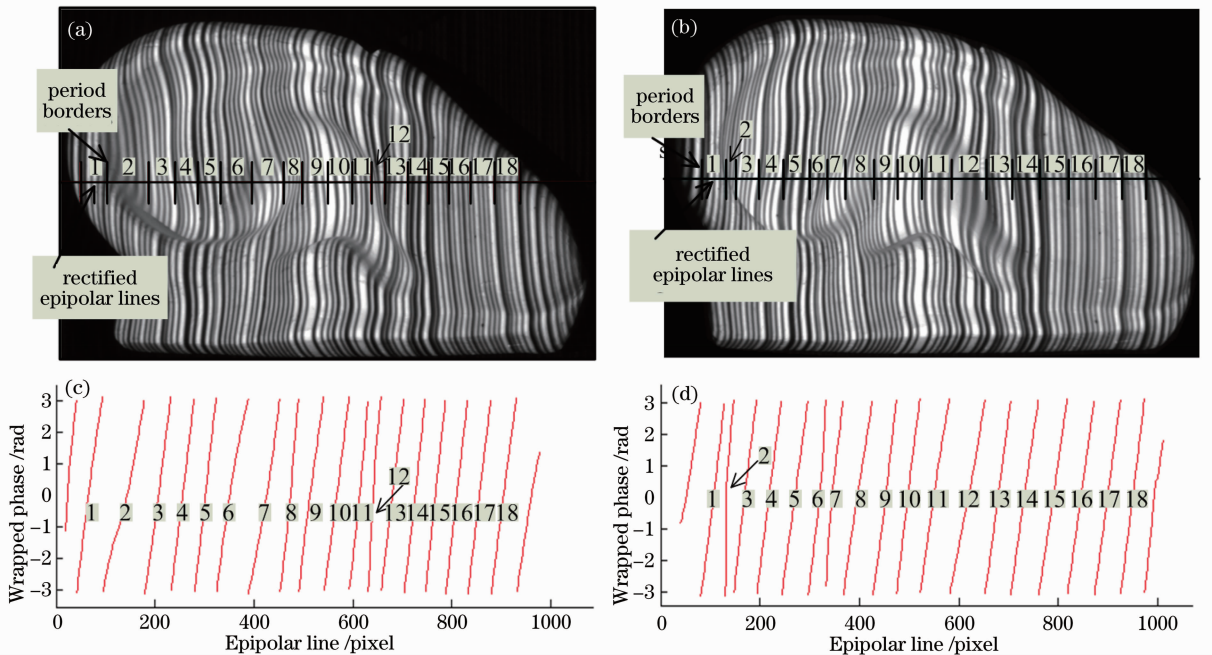 (a)
period
borders
12
1 2 3 4 5 6 7 8 9 10 11 13 14 15 16 17 18
rectified
epipolar lines
(b)
period
borders
2
1 3 4 5 6 7 8 9 10 11 12 13 14 15 16 17 18
rectified
epipolar lines
(c)
Wrapped phase /rad
3
2
1
0
-1
-2
-3
12
1 2 3 4 5 6 7 8 9 10 11 13 14 15 16 17 18
0 200 400 600 800 1000
Epipolar line /pixel
(d)
Wrapped phase /rad
3
2
1
0
-1
-2
-3
2
1 3 4 5 6 7 8 9 10 11 12 13 14 15 16 17 18
0 200 400 600 800 1000
Epipolar line /pixel